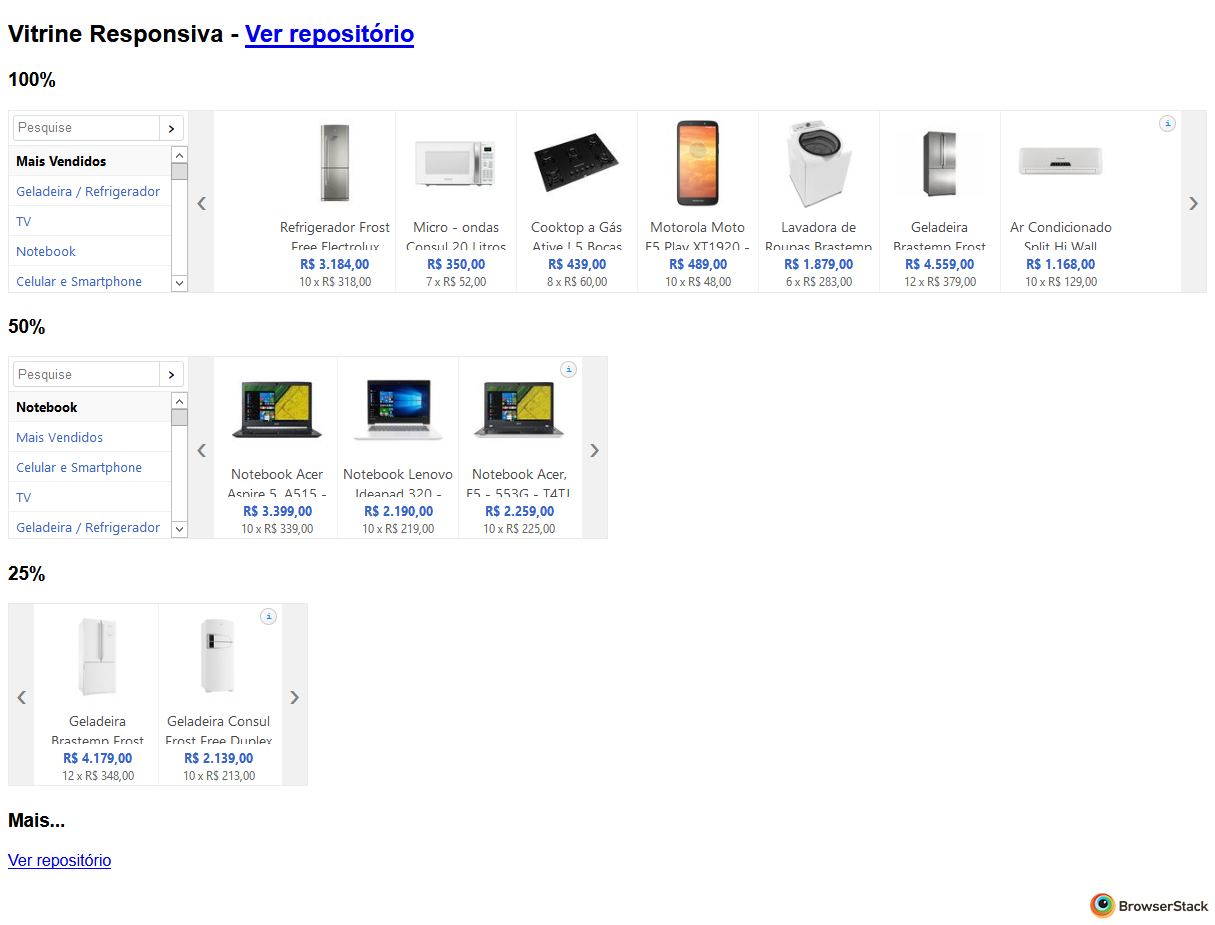 Vitrine Responsiva - Ver repositório
100%
Pesquise
Mais Vendidos
Geladeira / Refrigerador
TV
Notebook
Celular e Smartphone
Refrigerador Frost
Free Electrolux
R$ 3.184,00
10 x R$ 318,00
Micro - ondas
Consul 20 Litros
R$ 350,00
7 x R$ 52,00
Cooktop a Gás
Ative ! 5 Bocas
R$ 439,00
8 x R$ 60,00
Motorola Moto
E5 Play XT1920 -
R$ 489,00
10 x R$ 48,00
Lavadora de
Roupas Brastemp
R$ 1.879,00
6 x R$ 283,00
Geladeira
Brastemp Frost
R$ 4.559,00
12 x R$ 379,00
Ar Condicionado
Split Hi Wall
R$ 1.168,00
10 x R$ 129,00
50%
Pesquise
Notebook
Mais Vendidos
Celular e Smartphone
TV
Geladeira / Refrigerador
Notebook Acer
Aspire 5, A515 -
R$ 3.399,00
10 x R$ 339,00
Notebook Lenovo
Ideapad 320 -
R$ 2.190,00
10 x R$ 219,00
Notebook Acer,
E5 - 553G - T4TJ
R$ 2.259,00
10 x R$ 225,00
25%
Geladeira
Brastemp Frost
R$ 4.179,00
12 x R$ 348,00
Geladeira Consul
Frost Free Duplex
R$ 2.139,00
10 x R$ 213,00
Mais...
Ver repositório
BrowserStack